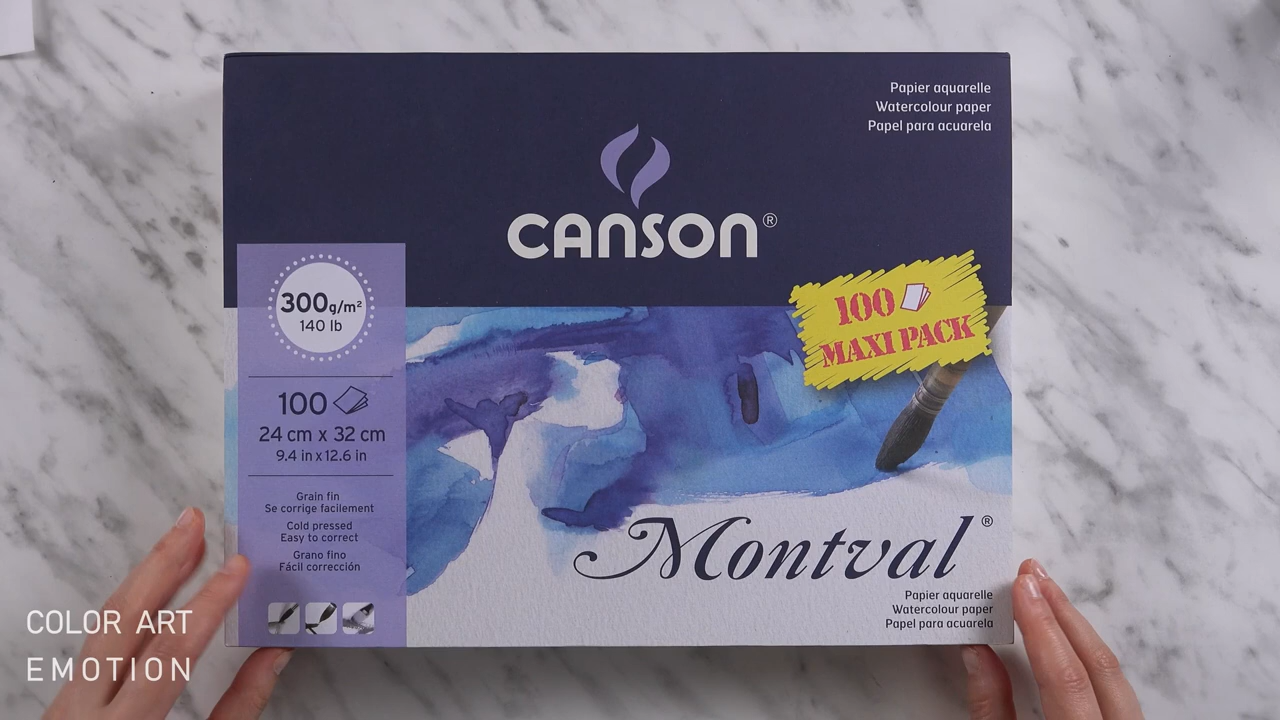 Papier aquarelle
Watercolour paper
Papel para acuarela
CANSON®
300g/m²
140 lb
100
MAXI PACK
100
24 cm x 32 cm
9.4 in x 12.6 in
Grain fin
Se corrige facilement
Cold pressed
Easy to correct
Grano fino
Fácil corrección
Montval®
Papier aquarelle
Watercolour paper
Papel para acuarela
COLOR ART
EMOTION